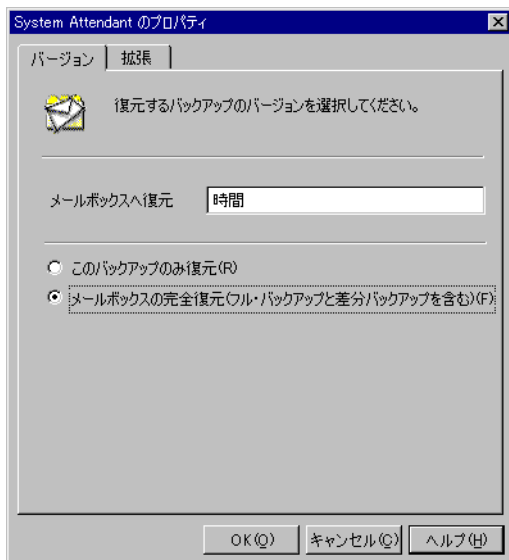 System Attendant のプロパティ
バージョン 拡張
復元するバックアップのバージョンを選択してください。
メールボックスへ復元 時間
このバックアップのみ復元(R)
メールボックスの完全復元(フル・バックアップと差分バックアップを含む)(F)
OK(O) キャンセル(C) ヘルプ(H)